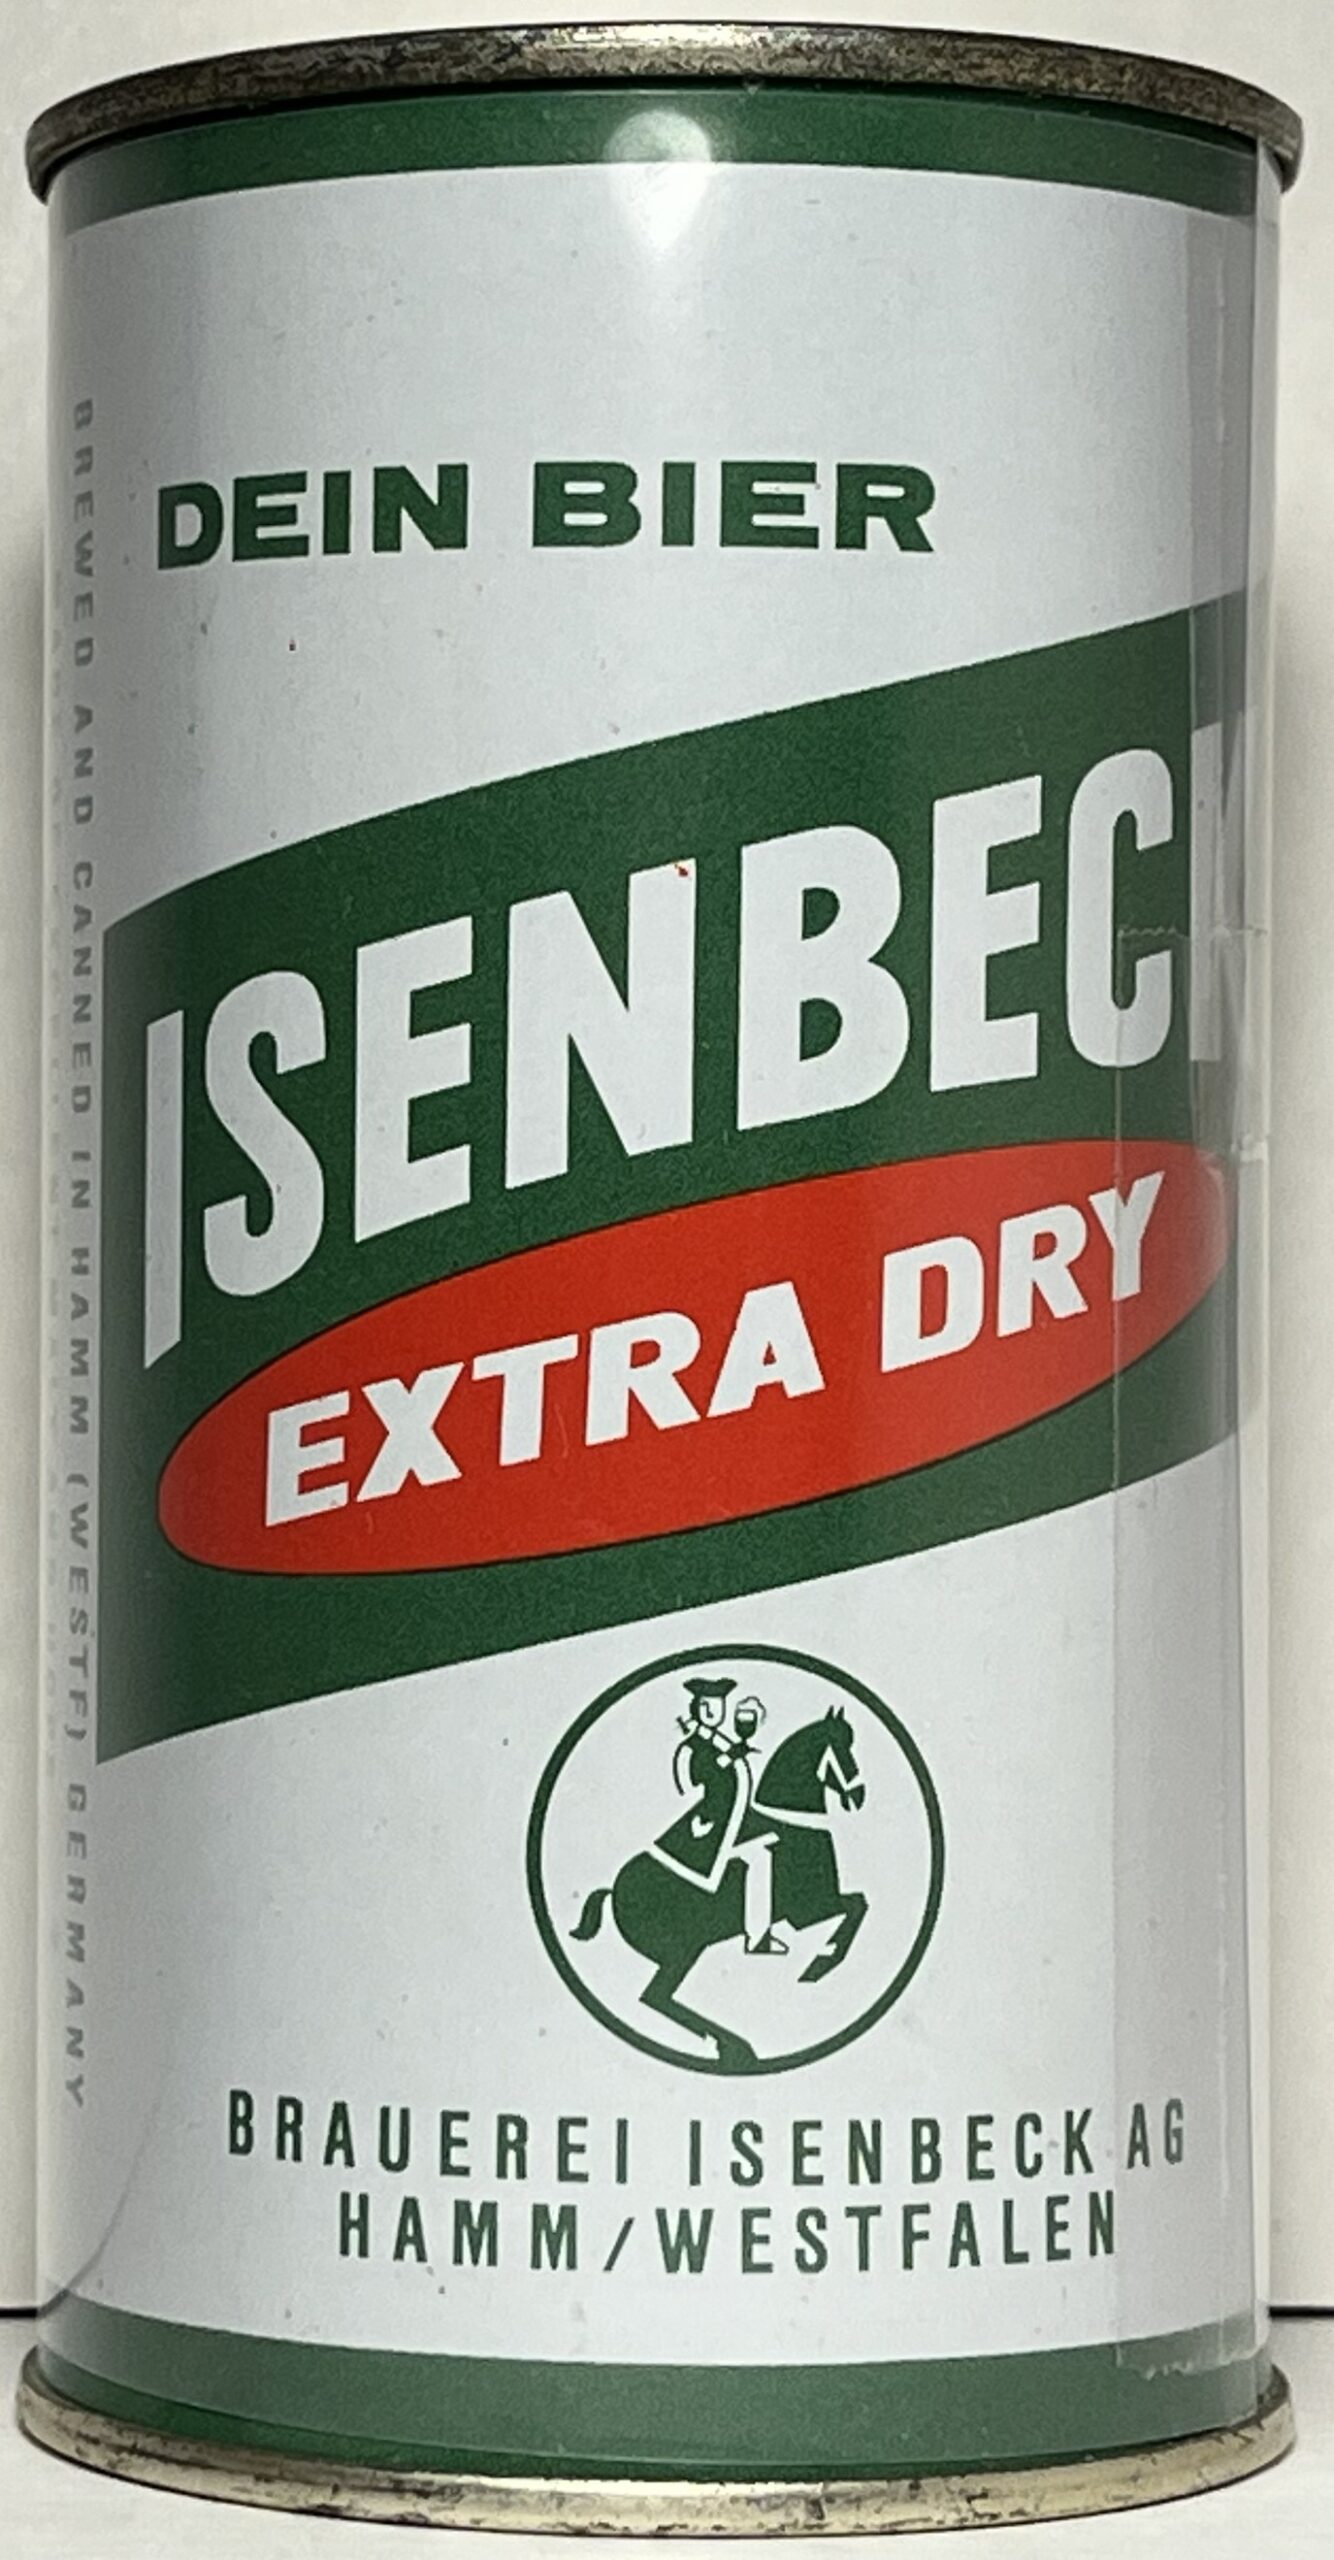 DEIN BIER
ISENBECK
EXTRA DRY
BRAUEREI ISENBECK AG
HAMM/WESTFALEN
BREWED AND CANNED IN HAMM (WESTF) GERMANY